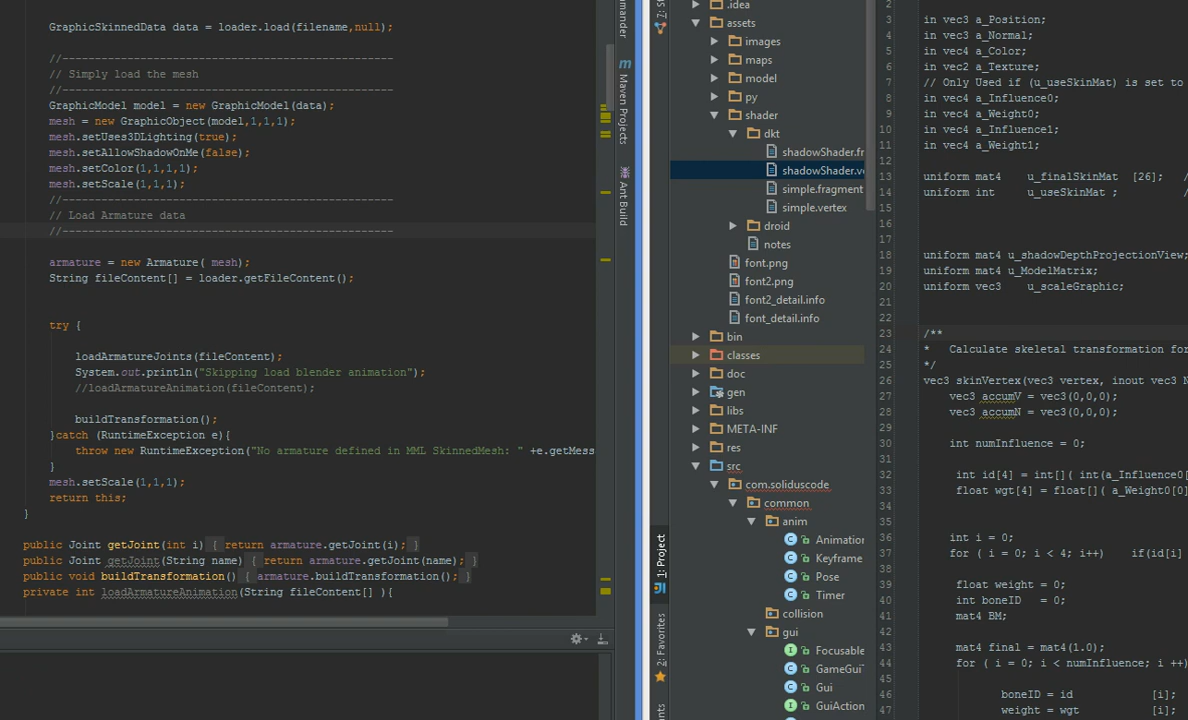 GraphicSkinnedData data = loader.load(filename,null);
//---------------------------------------------------
// Simply load the mesh
//---------------------------------------------------
GraphicModel model = new GraphicModel(data);
mesh = new GraphicObject(model,1,1,1);
mesh.setUses3DLighting(true);
mesh.setAllowShadowOnMe(false);
mesh.setColor(1,1,1,1);
mesh.setScale(1,1,1);
//---------------------------------------------------
// Load Armature data
//---------------------------------------------------
armature = new Armature( mesh);
String fileContent[] = loader.getFileContent();
try {
loadArmatureJoints(fileContent);
System.out.println("Skipping load blender animation");
//loadArmatureAnimation(fileContent);
buildTransformation();
}catch (RuntimeException e){
throw new RuntimeException("No armature defined in MML SkinnedMesh: " +e.getMess
}
mesh.setScale(1,1,1);
return this;
}
public Joint getJoint(int i) { return armature.getJoint(i); }
public Joint getJoint(String name) { return armature.getJoint(name); }
public void buildTransformation() { armature.buildTransformation(); }
private int loadArmatureAnimation(String fileContent[] ){
mmander
m
Maven Projects
Ant Build
7: St
1: Project
2: Favorites
ants
.idea
assets
images
maps
model
py
shader
dkt
shadowShader.fr
shadowShader.ve
simple.fragment
simple.vertex
droid
notes
font.png
font2.png
font2_detail.info
font_detail.info
bin
classes
doc
gen
libs
META-INF
res
src
com.soliduscode
common
anim
Animation
Keyframe
Pose
Timer
collision
gui
Focusable
GameGuiT
Gui
GuiAction
2
3 in vec3 a_Position;
4 in vec3 a_Normal;
5 in vec4 a_Color;
6 in vec2 a_Texture;
7 // Only Used if (u_useSkinMat) is set to
8 in vec4 a_Influence0;
9 in vec4 a_Weight0;
10 in vec4 a_Influence1;
11 in vec4 a_Weight1;
12
13 uniform mat4 u_finalSkinMat [26]; /
14 uniform int u_useSkinMat ; /
15
16
17
18 uniform mat4 u_shadowDepthProjectionView;
19 uniform mat4 u_ModelMatrix;
20 uniform vec3 u_scaleGraphic;
21
22
23 /**
24 * Calculate skeletal transformation for
25 */
26 vec3 skinVertex(vec3 vertex, inout vec3 N
27 vec3 accumV = vec3(0,0,0);
28 vec3 accumN = vec3(0,0,0);
29
30 int numInfluence = 0;
31
32 int id[4] = int[]( int(a_Influence0[
33 float wgt[4] = float[]( a_Weight0[0]
34
35
36 int i = 0;
37 for ( i = 0; i < 4; i++) if(id[i]
38
39 float weight = 0;
40 int boneID = 0;
41 mat4 BM;
42
43 mat4 final = mat4(1.0);
44 for ( i = 0; i < numInfluence; i ++)
45
46 boneID = id [i];
47 weight = wgt [i];